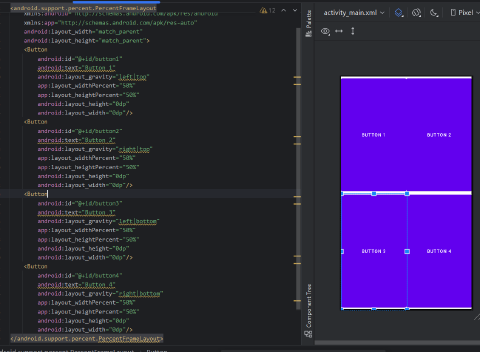 <android.support.percent.PercentFrameLayout
xmlns:android="http://schemas.android.com/apk/res/android"
xmlns:app="http://schemas.android.com/apk/res-auto"
android:layout_width="match_parent"
android:layout_height="match_parent">
<Button
android:id="@+id/button1"
android:text="Button 1"
android:layout_gravity="left|top"
app:layout_widthPercent="50%"
app:layout_heightPercent="50%"
android:layout_height="0dp"
android:layout_width="0dp"/>
<Button
android:id="@+id/button2"
android:text="Button 2"
android:layout_gravity="right|top"
app:layout_widthPercent="50%"
app:layout_heightPercent="50%"
android:layout_height="0dp"
android:layout_width="0dp"/>
<Button
android:id="@+id/button3"
android:text="Button 3"
android:layout_gravity="left|bottom"
app:layout_widthPercent="50%"
app:layout_heightPercent="50%"
android:layout_height="0dp"
android:layout_width="0dp"/>
<Button
android:id="@+id/button4"
android:text="Button 4"
android:layout_gravity="right|bottom"
app:layout_widthPercent="50%"
app:layout_heightPercent="50%"
android:layout_height="0dp"
android:layout_width="0dp"/>
</android.support.percent.PercentFrameLayout>
12
Palette
activity_main.xml
Pixel
BUTTON 1
BUTTON 2
BUTTON 3
BUTTON 4
Component Tree